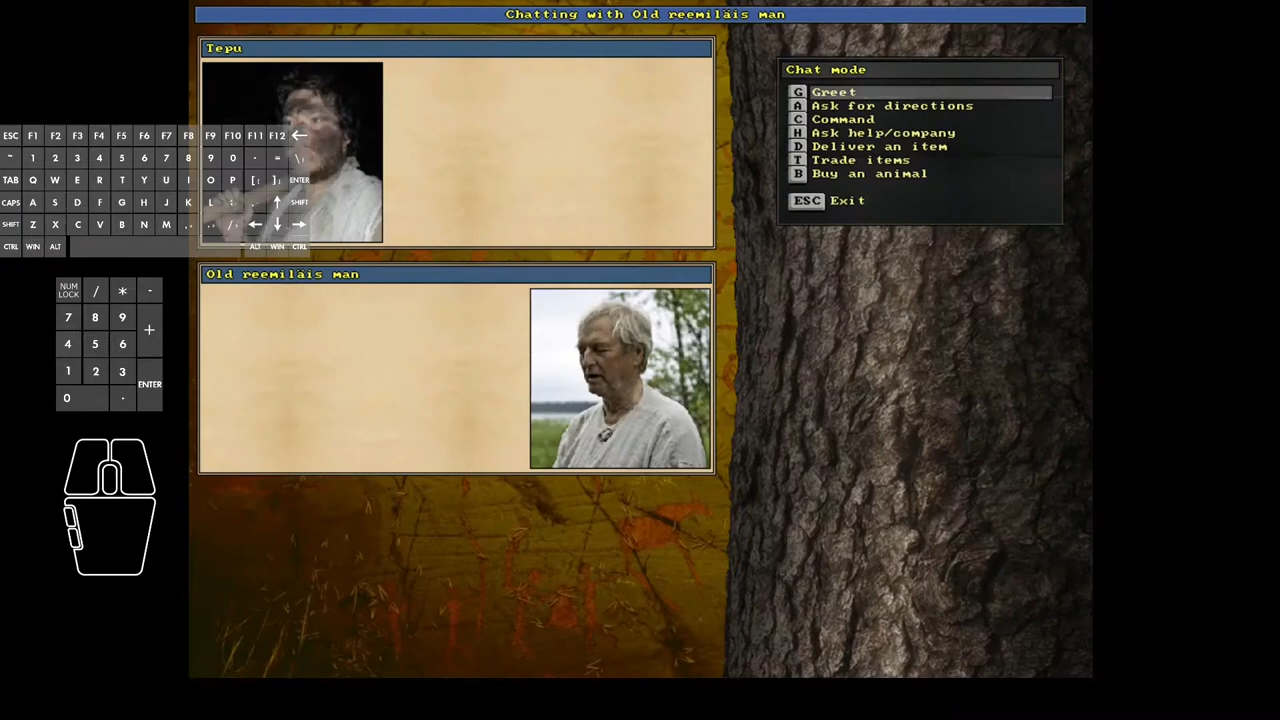 Chatting with Old reemiläis man
Tepu
Chat mode
G Greet
A Ask for directions
C Command
H Ask help/company
D Deliver an item
T Trade items
B Buy an animal
ESC Exit
ESC F1 F2 F3 F4 F5 F6 F7 F8 F9 F10 F11 F12 ←
~ 1 2 3 4 5 6 7 8 9 0 - = \
TAB Q W E R T Y U I O P [{ ]} ENTER
CAPS A S D F G H J K L ; ↑ SHIFT
SHIFT Z X C V B N M , . / ← ↓ →
CTRL WIN ALT ALT WIN CTRL
Old reemiläis man
NUM LOCK / * -
7 8 9 +
4 5 6
1 2 3 ENTER
0 .